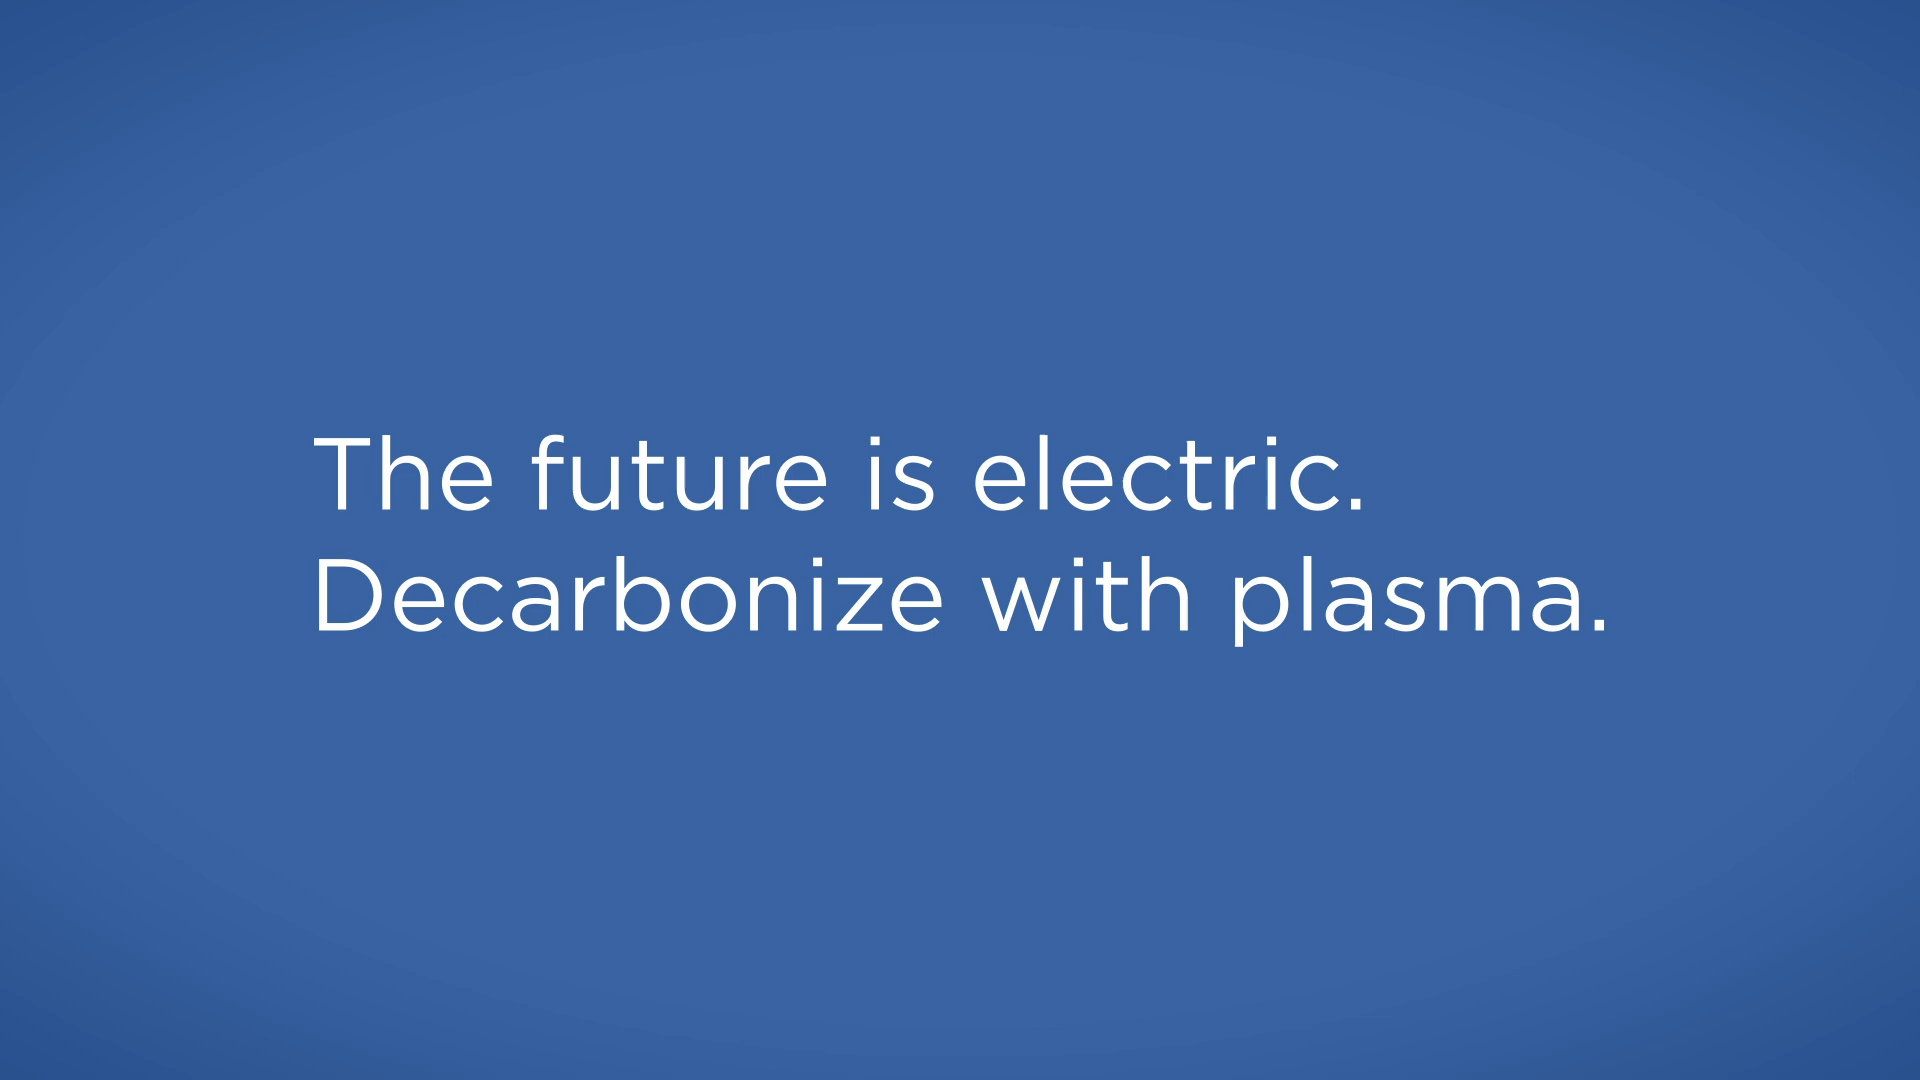 The future is electric.
Decarbonize with plasma.